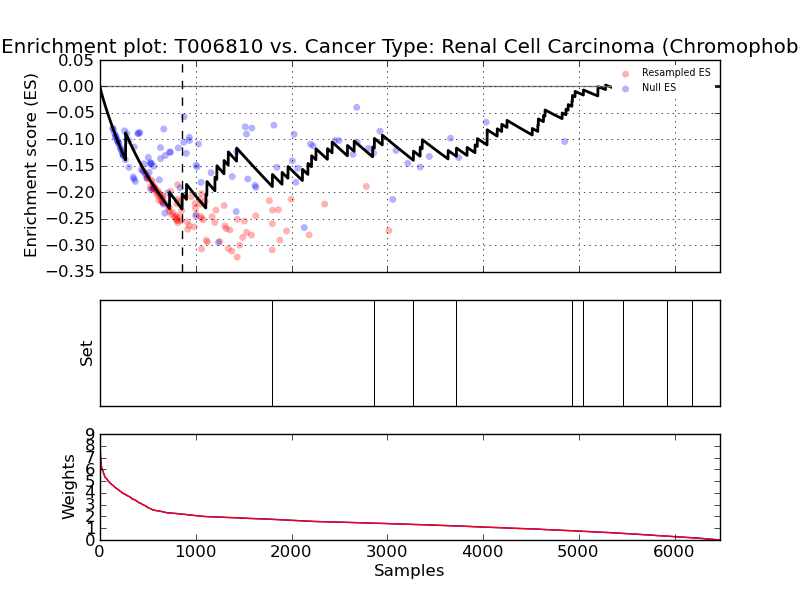 Enrichment plot: T006810 vs. Cancer Type: Renal Cell Carcinoma (Chromophob
0.05
0.00
−0.05
−0.10
−0.15
−0.20
−0.25
−0.30
−0.35
Enrichment score (ES)
Resampled ES
Null ES
Set
9
8
7
6
5
4
3
2
1
0
Weights
0 1000 2000 3000 4000 5000 6000
Samples